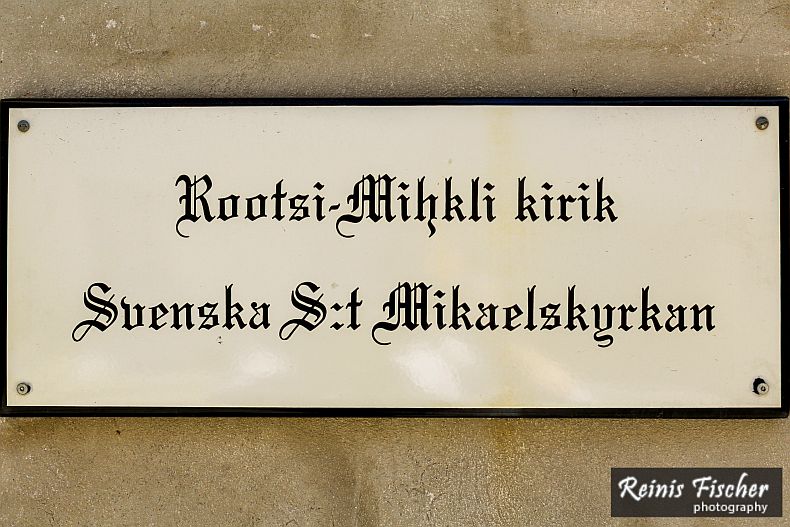 Rootsi-Mihkli kirik
Svenska S:t Mikaelskyrkan
Reinis Fischer
photography